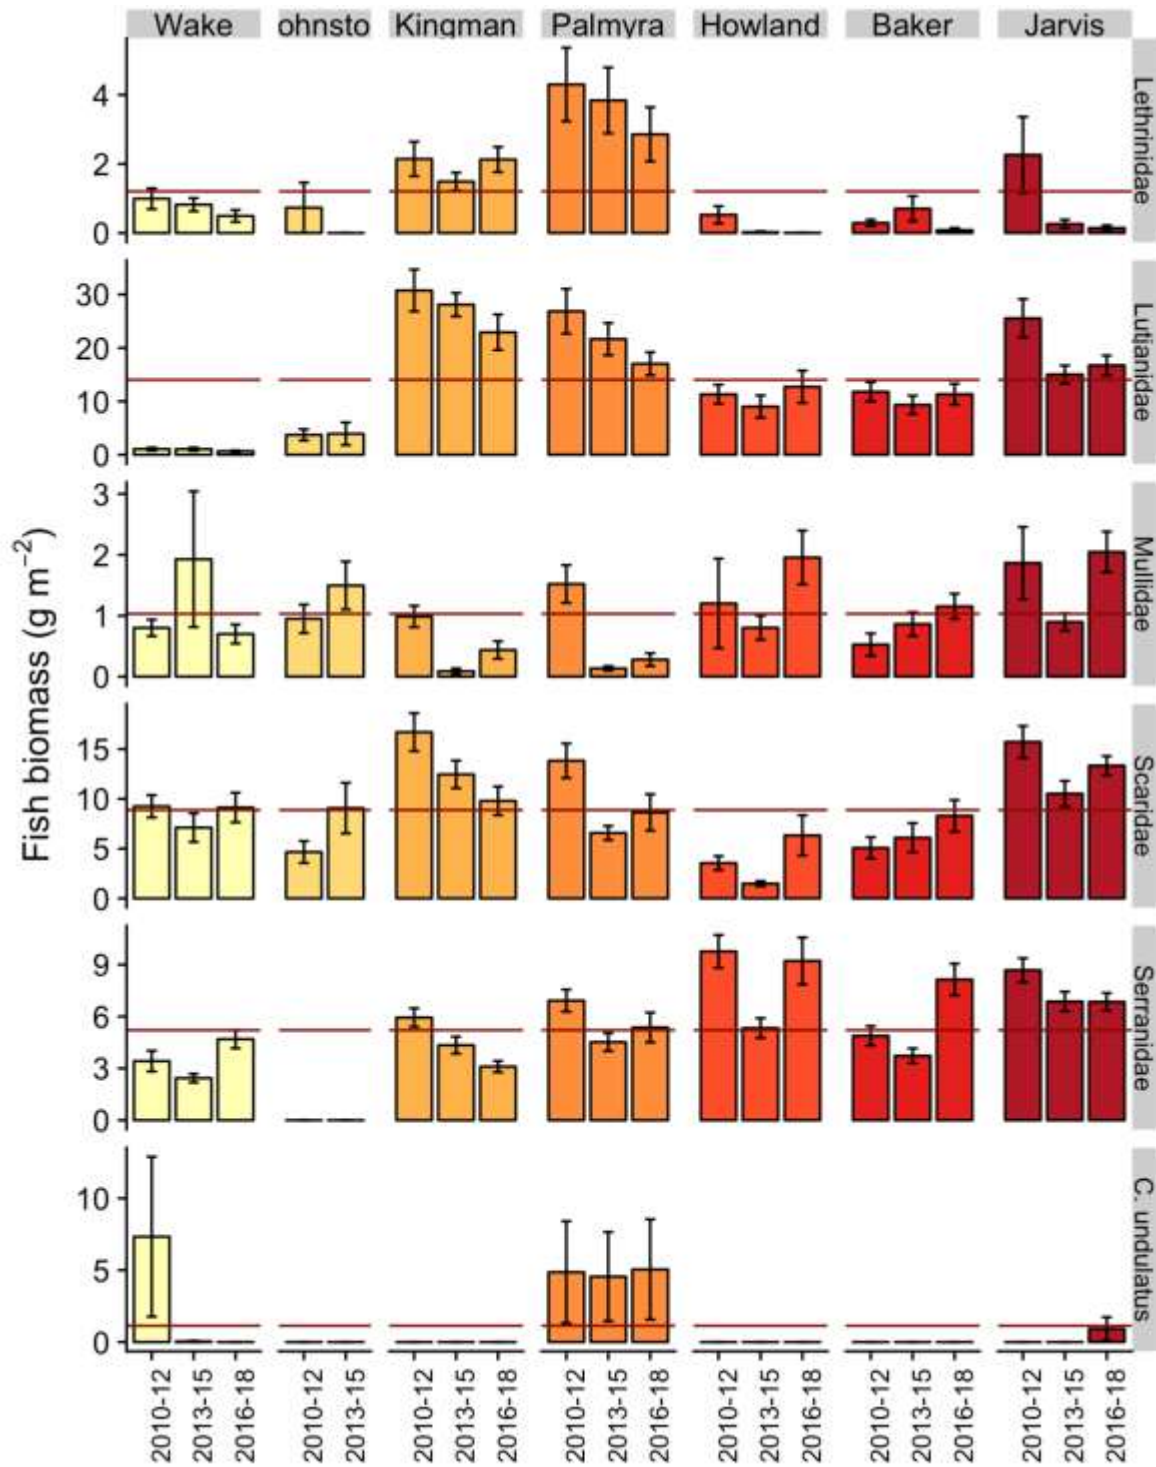 Wake ohnsto Kingman Palmyra Howland Baker Jarvis
Fish biomass (g m⁻²)
4
2
0
Lethrinidae
30
20
10
0
Lutjanidae
3
2
1
0
Mullidae
15
10
5
0
Scaridae
9
6
3
0
Serranidae
10
5
0
C. undulatus
2010-12 2013-15 2016-18 2010-12 2013-15 2010-12 2013-15 2016-18 2010-12 2013-15 2016-18 2010-12 2013-15 2016-18 2010-12 2013-15 2016-18 2010-12 2013-15 2016-18